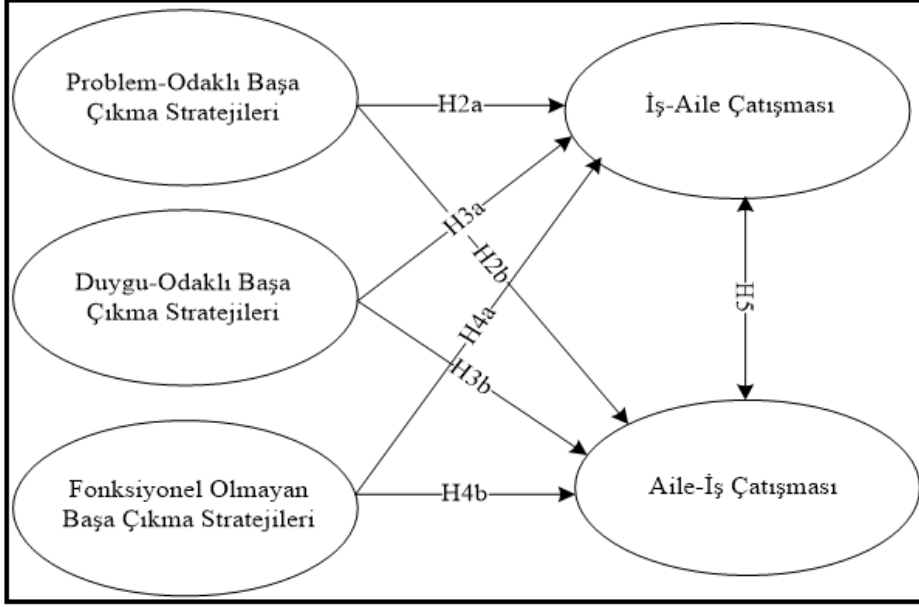 Problem-Odaklı Başa
Çıkma Stratejileri
H2a
İş-Aile Çatışması
H3a
H2b
Duygu-Odaklı Başa
Çıkma Stratejileri
H5
H4a
H3b
Fonksiyonel Olmayan
Başa Çıkma Stratejileri
H4b
Aile-İş Çatışması